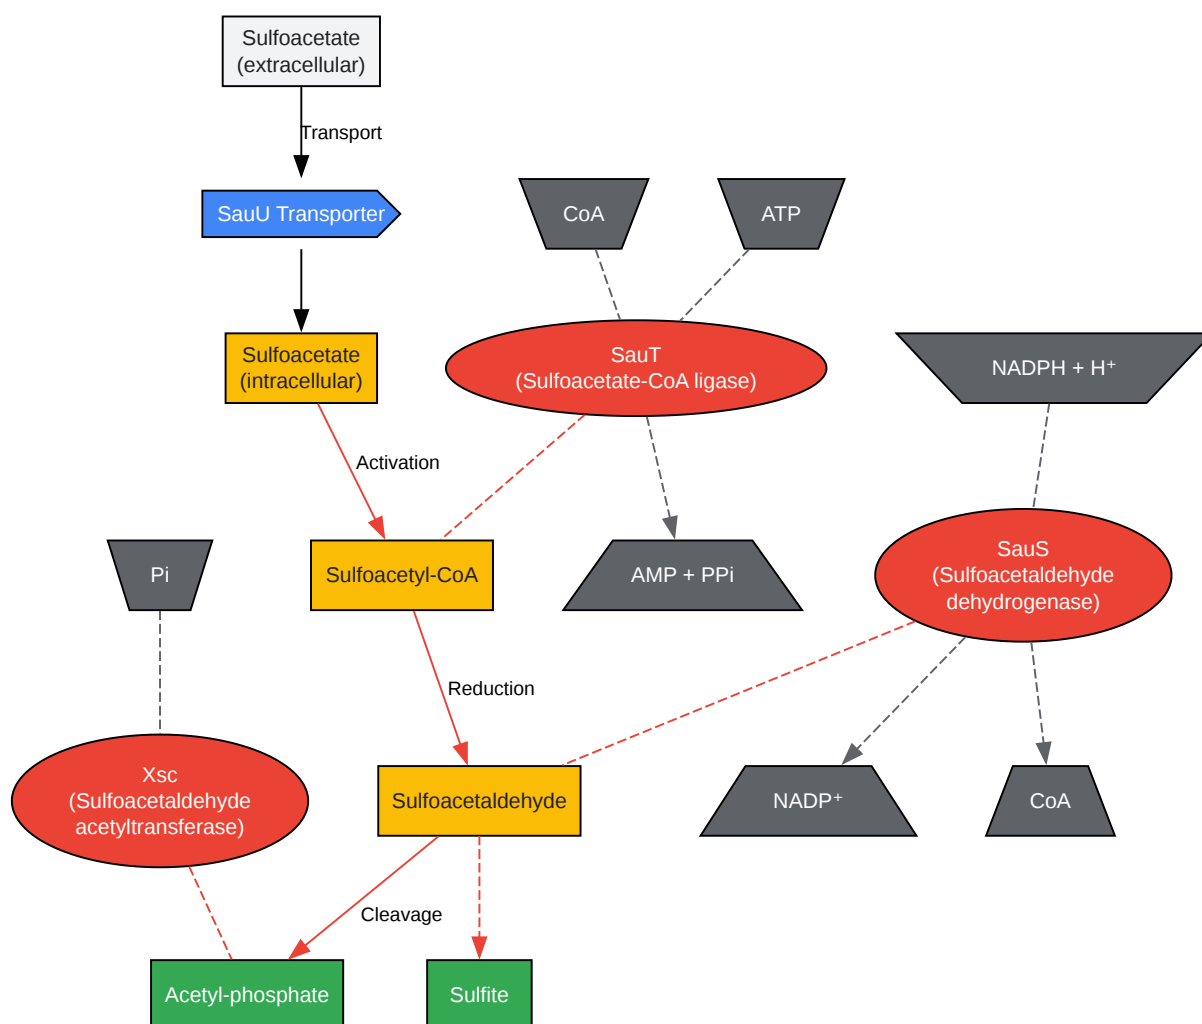 Sulfoacetate
(extracellular)
Transport
SauU Transporter
CoA
ATP
Sulfoacetate
(intracellular)
SauT
(Sulfoacetate-CoA ligase)
NADPH + H⁺
Activation
Pi
Sulfoacetyl-CoA
AMP + PPi
SauS
(Sulfoacetaldehyde
dehydrogenase)
Reduction
Xsc
(Sulfoacetaldehyde
acetyltransferase)
Sulfoacetaldehyde
NADP⁺
CoA
Cleavage
Acetyl-phosphate
Sulfite